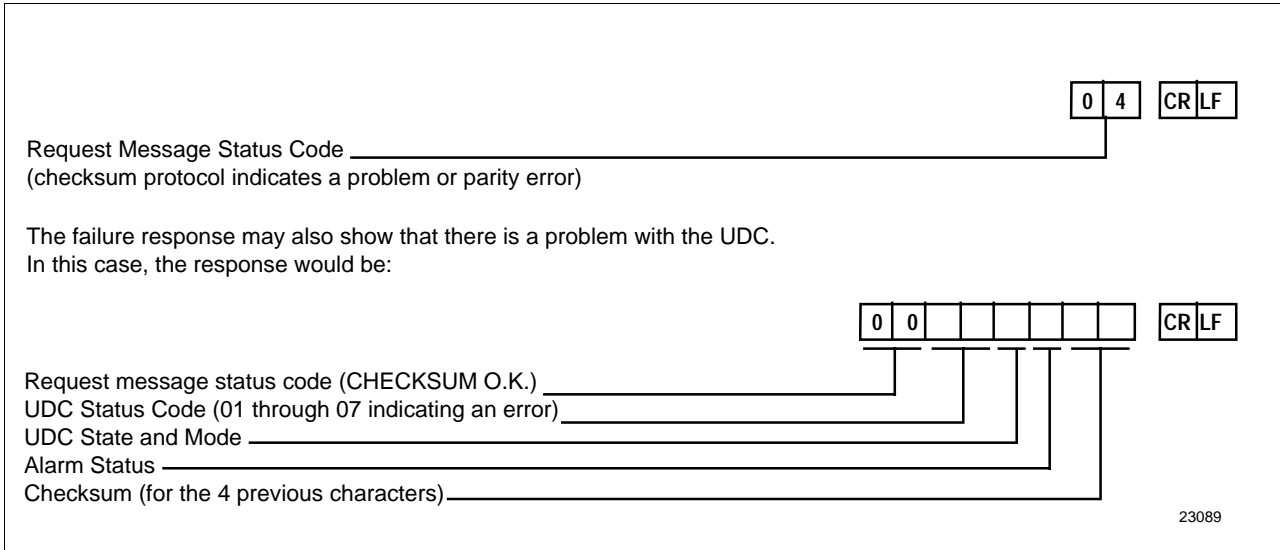 0 4 CR LF
Request Message Status Code
(checksum protocol indicates a problem or parity error)
The failure response may also show that there is a problem with the UDC.
In this case, the response would be:
0 0 CR LF
Request message status code (CHECKSUM O.K.)
UDC Status Code (01 through 07 indicating an error)
UDC State and Mode
Alarm Status
Checksum (for the 4 previous characters)
23089